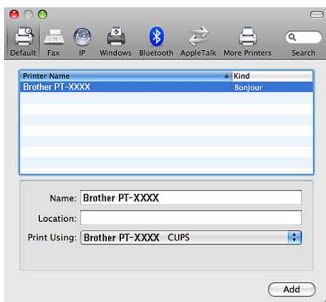 Default Fax IP Windows Bluetooth AppleTalk More Printers Search
Printer Name Kind
Brother PT-XXXX Bonjour
Name: Brother PT-XXXX
Location:
Print Using: Brother PT-XXXX CUPS
Add